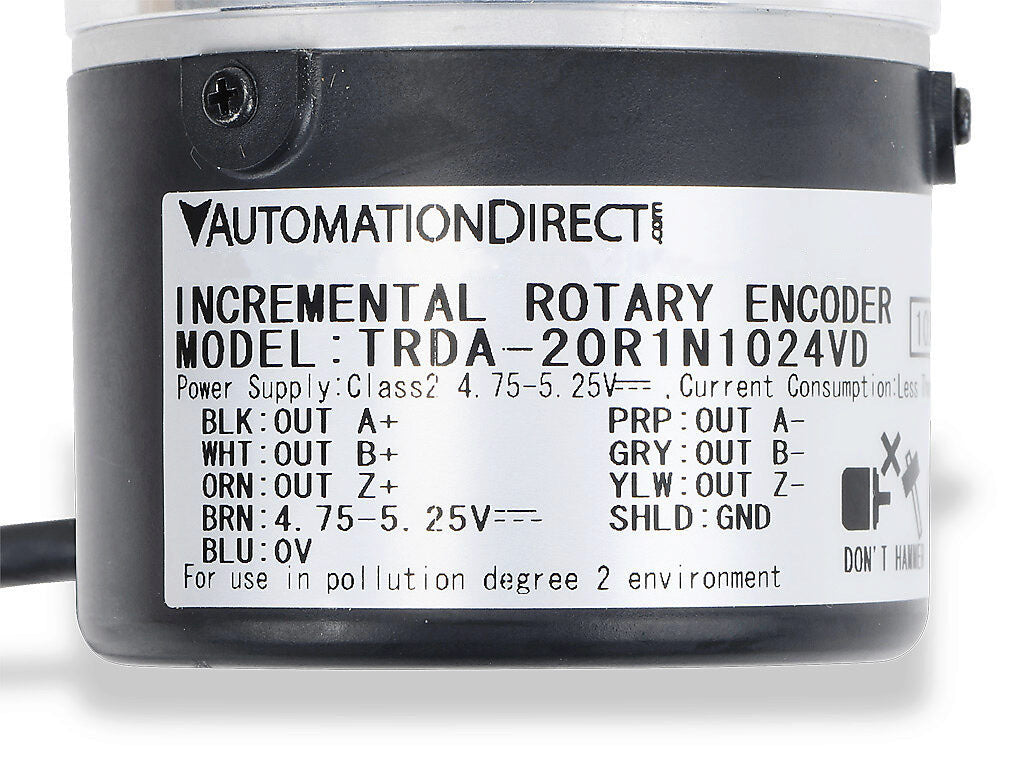 AUTOMATIONDIRECT.com
INCREMENTAL ROTARY ENCODER
MODEL:TRDA-20R1N1024VD
Power Supply:Class2 4.75-5.25V⎓ ,Current Consumption:Less
BLK:OUT A+ PRP:OUT A-
WHT:OUT B+ GRY:OUT B-
ORN:OUT Z+ YLW:OUT Z-
BRN:4.75-5.25V⎓ SHLD:GND
BLU:0V
DON'T HAMMER
For use in pollution degree 2 environment